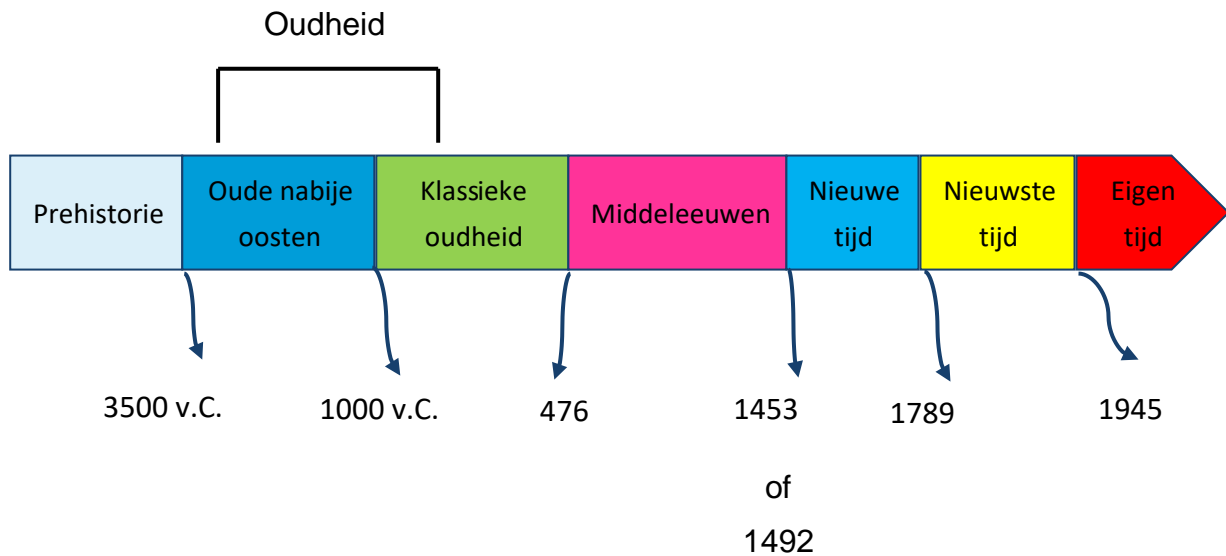 Oudheid
Prehistorie
Oude nabije
oosten
Klassieke
oudheid
Middeleeuwen
Nieuwe
tijd
Nieuwste
tijd
Eigen
tijd
3500 v.C.
1000 v.C.
476
1453
1789
1945
of
1492